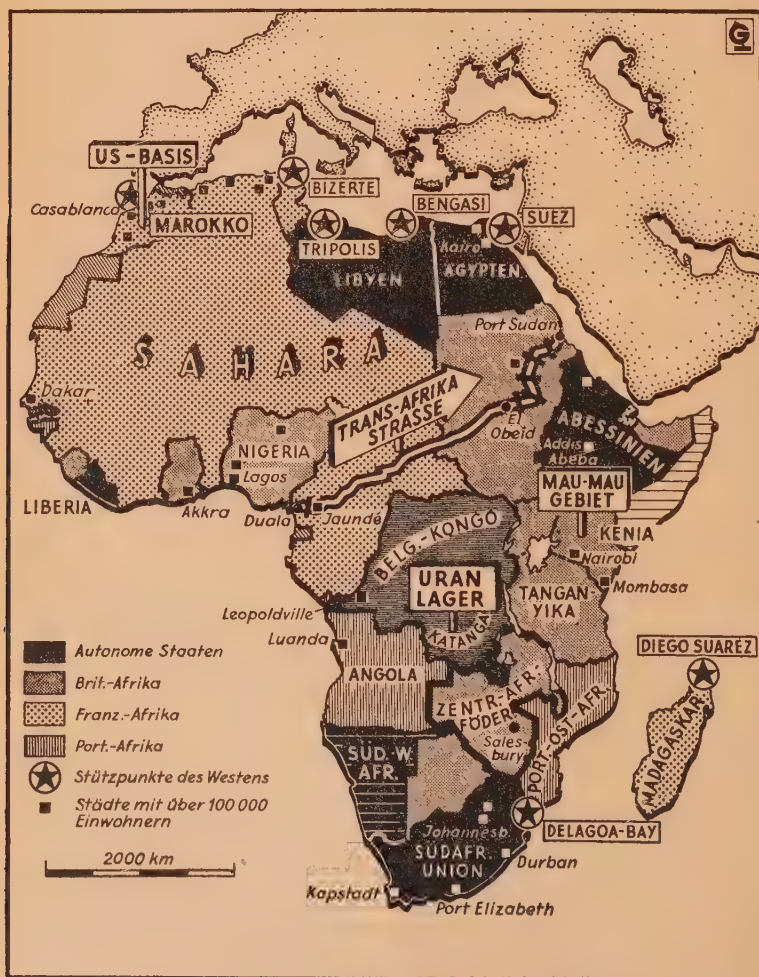 G
US-BASIS
Casablanca
MAROKKO
BIZERTE
TRIPOLIS
BENGASI
SUEZ
Kairo
LIBYEN
ÄGYPTEN
SAHARA
Port Sudan
Dakar
TRANS-AFRIKA
STRASSE
El
Obeid
ABESSINIEN
Addis
Abeba
NIGERIA
Lagos
LIBERIA
Akkra
Duala
Jaundé
MAU-MAU
GEBIET
KENIA
Nairobi
Mombasa
BELG.-KONGO
URAN
LAGER
KATANGA
TANGAN-
YIKA
Leopoldville
Luanda
ANGOLA
ZENTR.-AFR.-
FÖDER.
Sales-
bury
PORT.-OST-AFR.
DIEGO SUAREZ
MADAGASKAR
SÜD.W.
AFR.
Johannesb.
SÜDAFR.
UNION
DELAGOA-BAY
Durban
Kapstadt
Port Elizabeth
Autonome Staaten
Brit.-Afrika
Franz.-Afrika
Port.-Afrika
Stützpunkte des Westens
Städte mit über 100 000
Einwohnern
2000 km